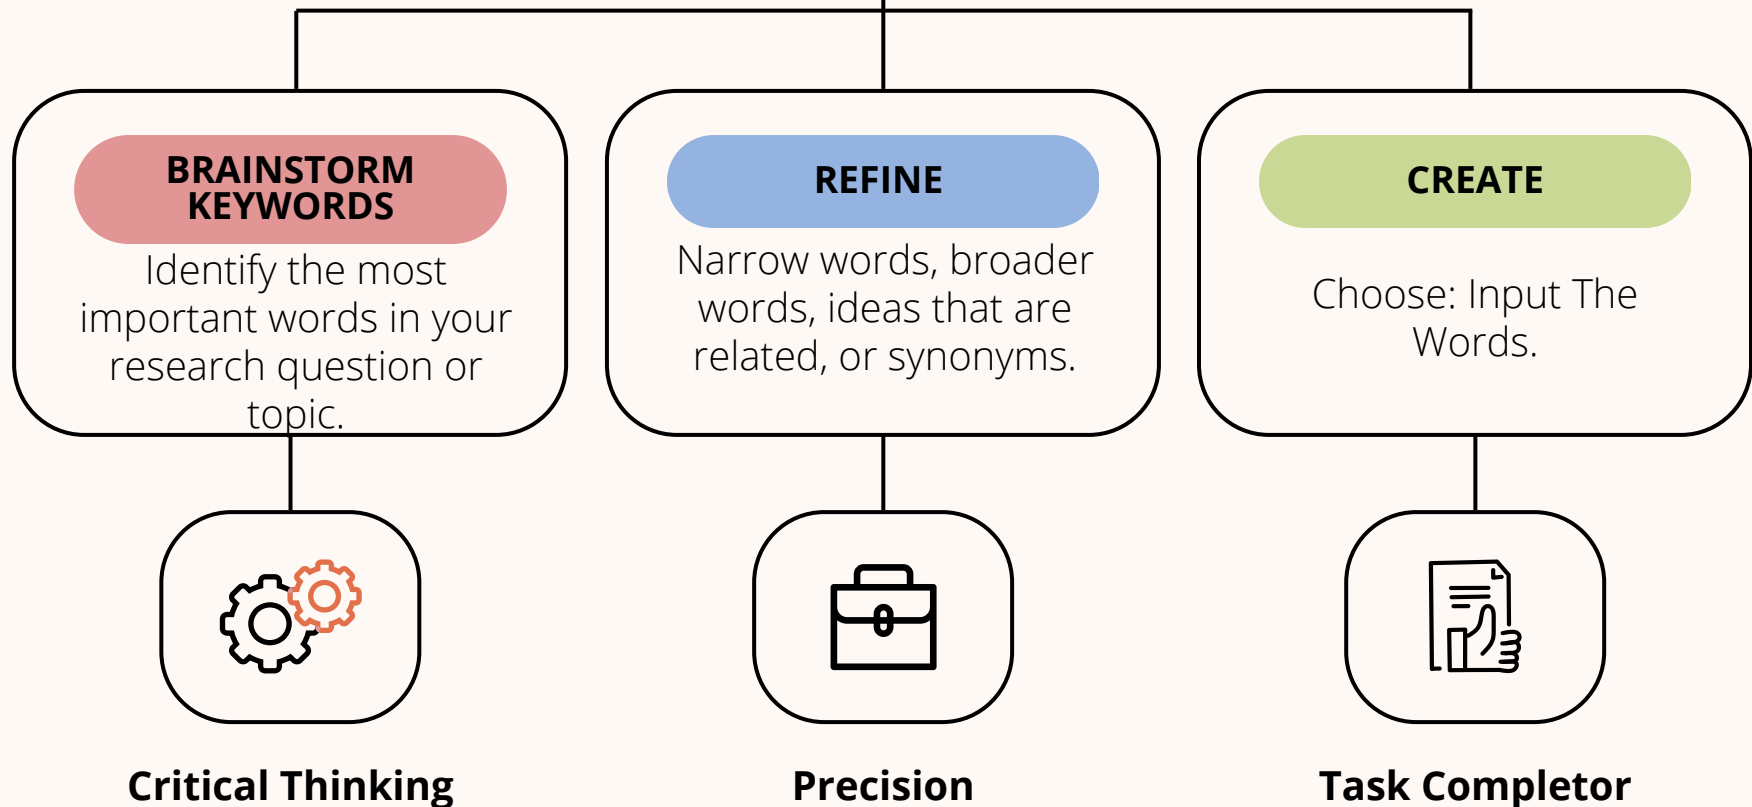 BRAINSTORM
KEYWORDS
Identify the most
important words in your
research question or
topic.
REFINE
Narrow words, broader
words, ideas that are
related, or synonyms.
CREATE
Choose: Input The
Words.
Critical Thinking
Precision
Task Completor